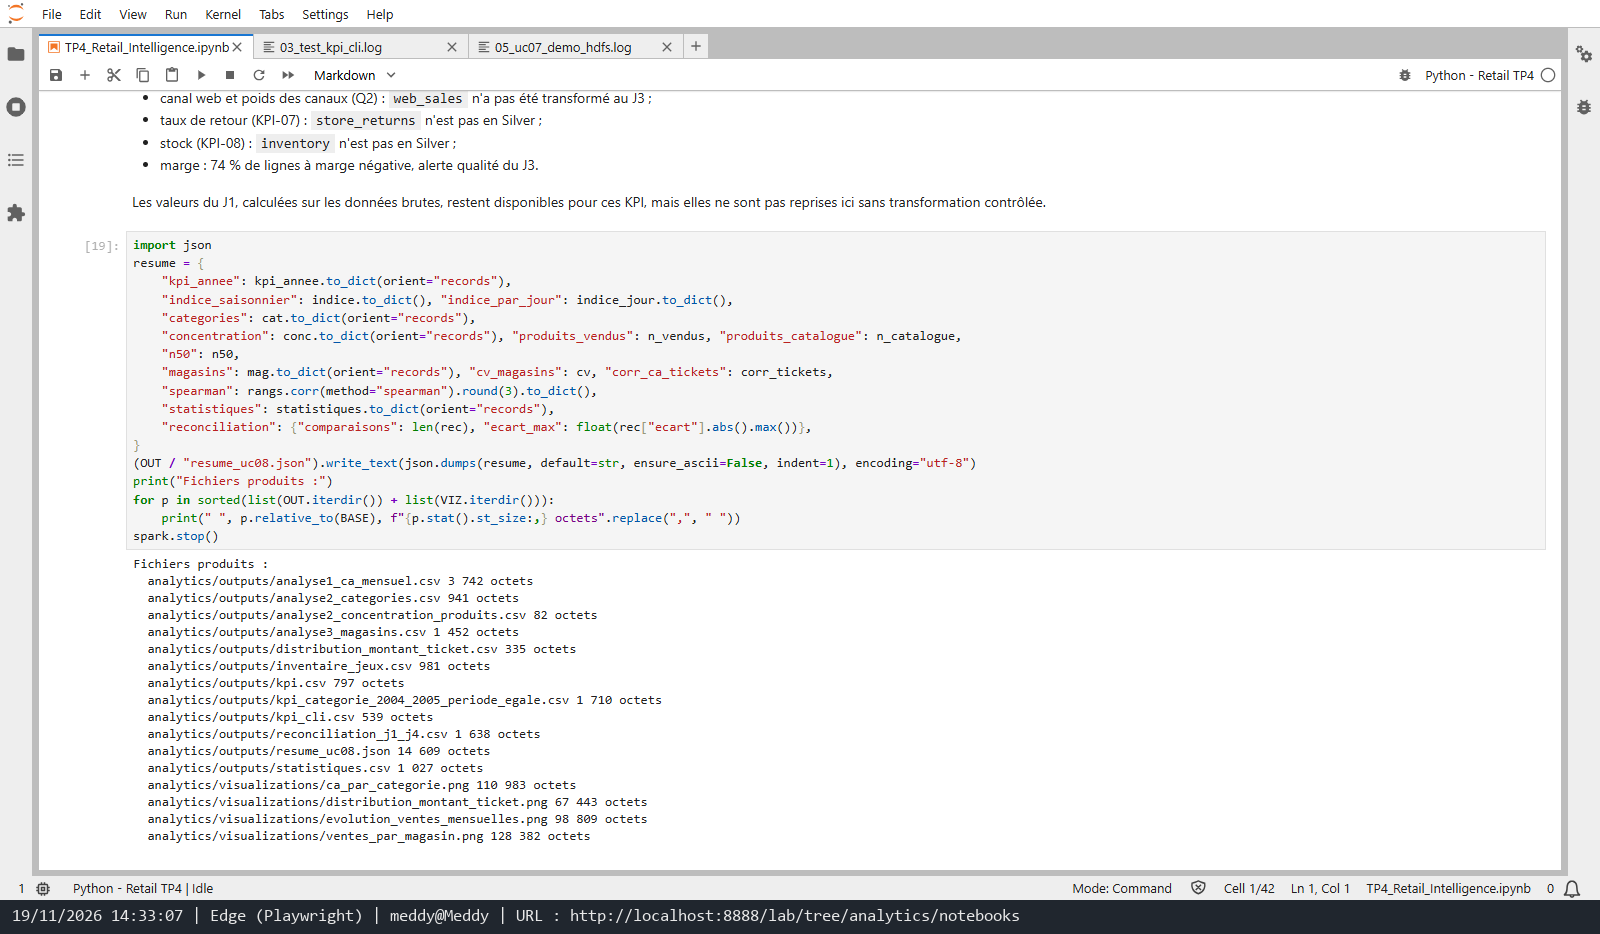 File Edit View Run Kernel Tabs Settings Help
TP4_Retail_Intelligence.ipynb 03_test_kpi_cli.log 05_uc07_demo_hdfs.log
Markdown Python - Retail TP4
canal web et poids des canaux (Q2) : web_sales n'a pas été transformé au J3 ;
taux de retour (KPI-07) : store_returns n'est pas en Silver ;
stock (KPI-08) : inventory n'est pas en Silver ;
marge : 74 % de lignes à marge négative, alerte qualité du J3.
Les valeurs du J1, calculées sur les données brutes, restent disponibles pour ces KPI, mais elles ne sont pas reprises ici sans transformation contrôlée.
[19]: import json
resume = {
    "kpi_annee": kpi_annee.to_dict(orient="records"),
    "indice_saisonnier": indice.to_dict(), "indice_par_jour": indice_jour.to_dict(),
    "categories": cat.to_dict(orient="records"),
    "concentration": conc.to_dict(orient="records"), "produits_vendus": n_vendus, "produits_catalogue": n_catalogue,
    "n50": n50,
    "magasins": mag.to_dict(orient="records"), "cv_magasins": cv, "corr_ca_tickets": corr_tickets,
    "spearman": rangs.corr(method="spearman").round(3).to_dict(),
    "statistiques": statistiques.to_dict(orient="records"),
    "reconciliation": {"comparaisons": len(rec), "ecart_max": float(rec["ecart"].abs().max())},
}
(OUT / "resume_uc08.json").write_text(json.dumps(resume, default=str, ensure_ascii=False, indent=1), encoding="utf-8")
print("Fichiers produits :")
for p in sorted(list(OUT.iterdir()) + list(VIZ.iterdir())):
    print(" ", p.relative_to(BASE), f"{p.stat().st_size:,} octets".replace(",", " "))
spark.stop()
Fichiers produits :
  analytics/outputs/analyse1_ca_mensuel.csv 3 742 octets
  analytics/outputs/analyse2_categories.csv 941 octets
  analytics/outputs/analyse2_concentration_produits.csv 82 octets
  analytics/outputs/analyse3_magasins.csv 1 452 octets
  analytics/outputs/distribution_montant_ticket.csv 335 octets
  analytics/outputs/inventaire_jeux.csv 981 octets
  analytics/outputs/kpi.csv 797 octets
  analytics/outputs/kpi_categorie_2004_2005_periode_egale.csv 1 710 octets
  analytics/outputs/kpi_cli.csv 539 octets
  analytics/outputs/reconciliation_j1_j4.csv 1 638 octets
  analytics/outputs/resume_uc08.json 14 609 octets
  analytics/outputs/statistiques.csv 1 027 octets
  analytics/visualizations/ca_par_categorie.png 110 983 octets
  analytics/visualizations/distribution_montant_ticket.png 67 443 octets
  analytics/visualizations/evolution_ventes_mensuelles.png 98 809 octets
  analytics/visualizations/ventes_par_magasin.png 128 382 octets
1 Python - Retail TP4 | Idle Mode: Command Cell 1/42 Ln 1, Col 1 TP4_Retail_Intelligence.ipynb 0
19/11/2026 14:33:07 | Edge (Playwright) | meddy@Meddy | URL : http://localhost:8888/lab/tree/analytics/notebooks